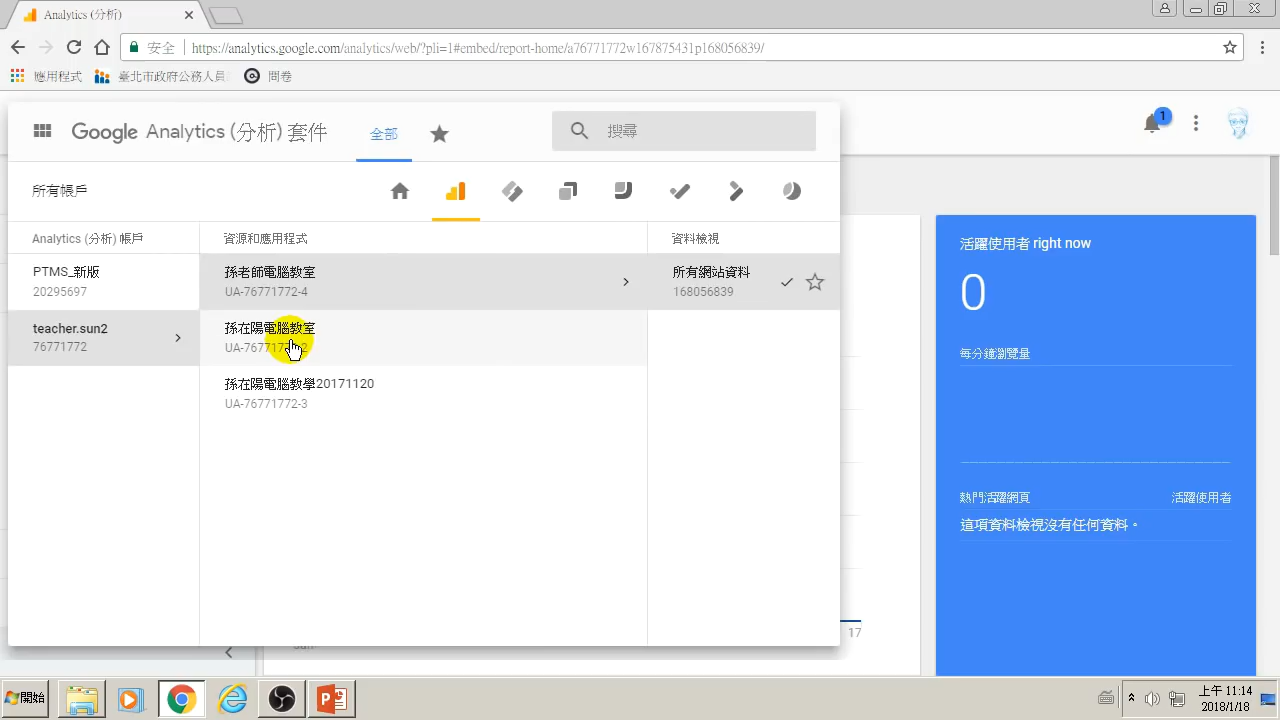 Analytics (分析)
安全
https://analytics.google.com/analytics/web/?pli=1#embed/report-home/a76771772w167875431p168056839/
應用程式
臺北市政府公務人員
問卷
Google Analytics (分析) 套件
全部
搜尋
1
所有帳戶
Analytics (分析) 帳戶
資源和應用程式
資料檢視
PTMS_新版
20295697
孫老師電腦教室
UA-76771772-4
所有網站資料
168056839
teacher.sun2
76771772
孫在陽電腦教室
UA-76771772-2
孫在陽電腦教學20171120
UA-76771772-3
活躍使用者 right now
0
每分鐘瀏覽量
熱門活躍網頁
活躍使用者
這項資料檢視沒有任何資料。
17
開始
上午 11:14
2018/1/18